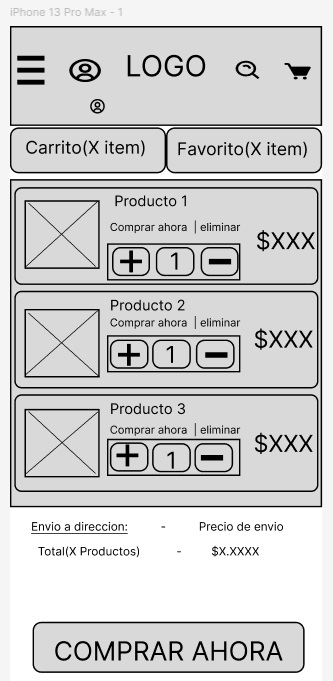 iPhone 13 Pro Max - 1
LOGO
Carrito(X item) Favorito(X item)
Producto 1
Comprar ahora | eliminar
$XXX
+ 1 -
Producto 2
Comprar ahora | eliminar
$XXX
+ 1 -
Producto 3
Comprar ahora | eliminar
$XXX
+ 1 -
Envio a direccion: - Precio de envio
Total(X Productos) - $X.XXXX
COMPRAR AHORA